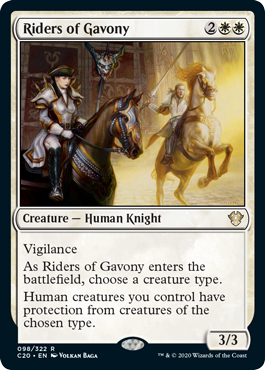 Riders of Gavony 2
Creature — Human Knight
Vigilance
As Riders of Gavony enters the
battlefield, choose a creature type.
Human creatures you control have
protection from creatures of the
chosen type.
3/3
098/322 R
C20 • EN Volkan Baga
™ & © 2020 Wizards of the Coast